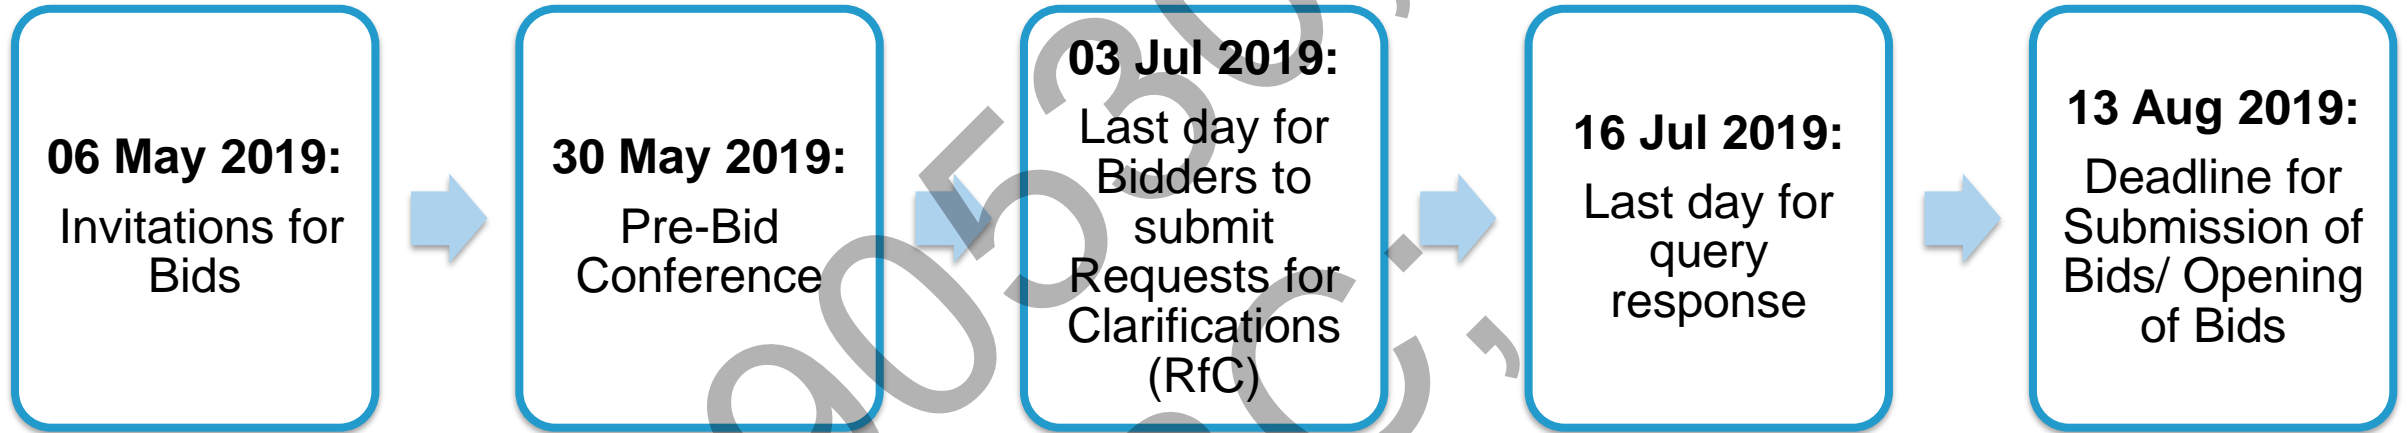 06 May 2019:
Invitations for
Bids
30 May 2019:
Pre-Bid
Conference
03 Jul 2019:
Last day for
Bidders to
submit
Requests for
Clarifications
(RfC)
16 Jul 2019:
Last day for
query
response
13 Aug 2019:
Deadline for
Submission of
Bids/ Opening
of Bids